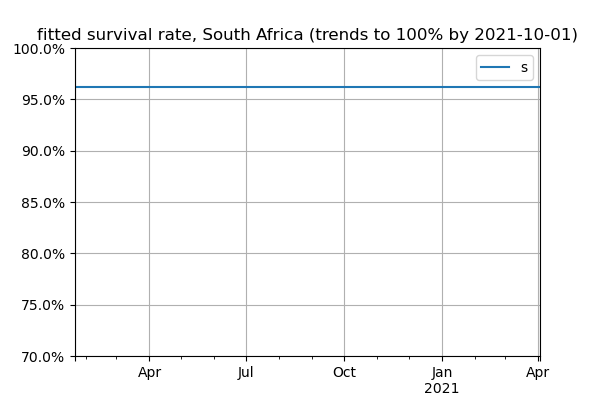 fitted survival rate, South Africa (trends to 100% by 2021-10-01)
100.0%
s
95.0%
90.0%
85.0%
80.0%
75.0%
70.0%
Apr
Jul
Oct
Jan
2021
Apr